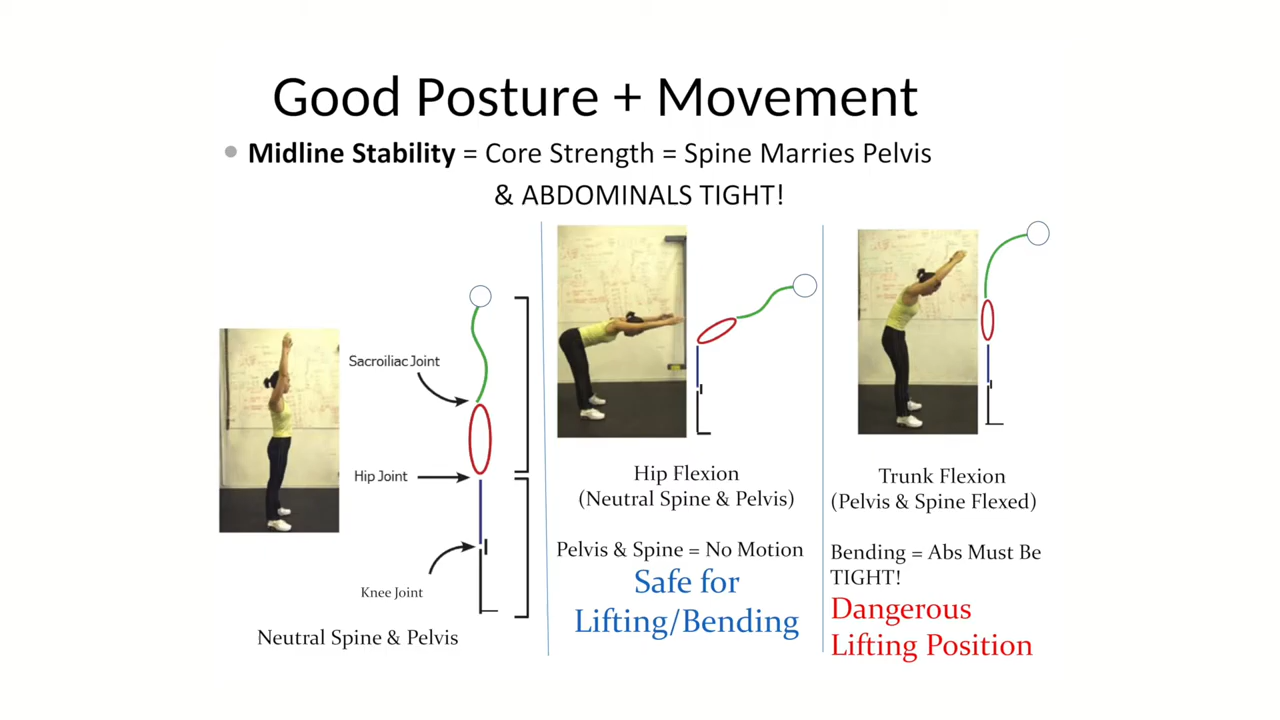 Good Posture + Movement
Midline Stability = Core Strength = Spine Marries Pelvis
& ABDOMINALS TIGHT!
Sacroiliac Joint
Hip Joint
Knee Joint
Neutral Spine & Pelvis
Hip Flexion
(Neutral Spine & Pelvis)
Pelvis & Spine = No Motion
Safe for
Lifting/Bending
Trunk Flexion
(Pelvis & Spine Flexed)
Bending = Abs Must Be
TIGHT!
Dangerous
Lifting Position